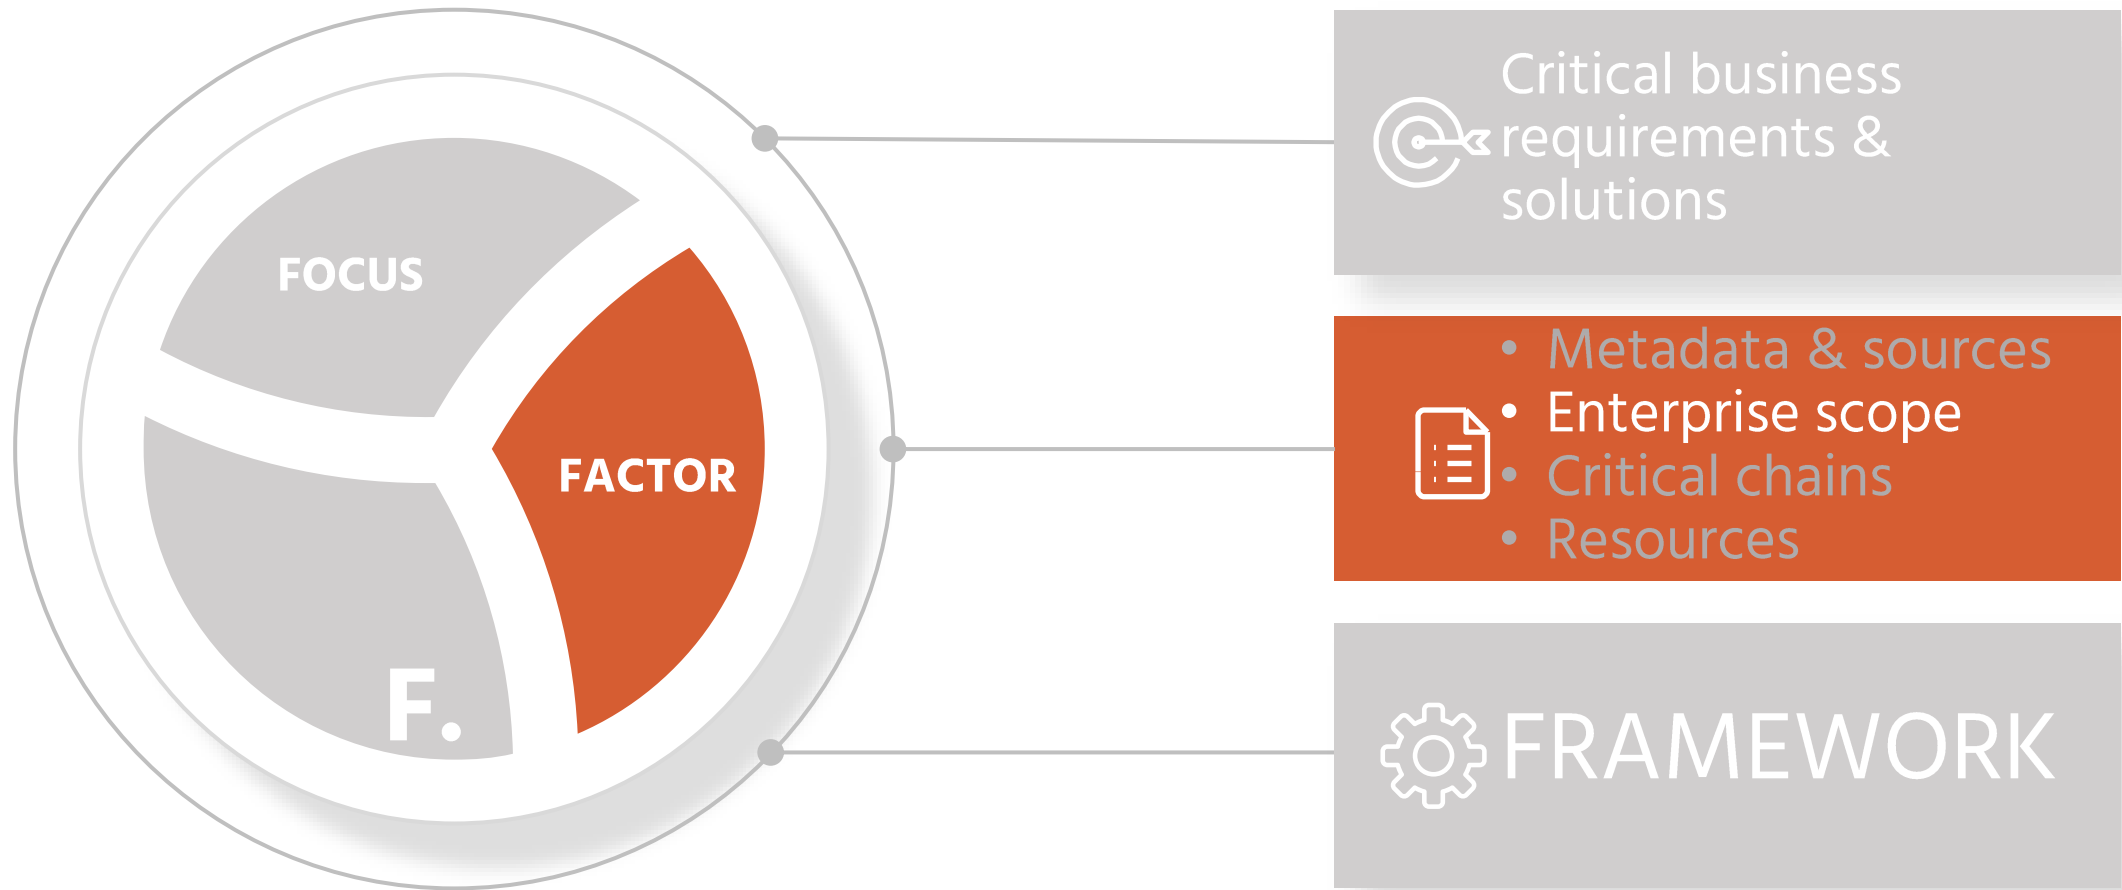 FOCUS
FACTOR
F.
Critical business
requirements &
solutions
• Metadata & sources
• Enterprise scope
• Critical chains
• Resources
FRAMEWORK